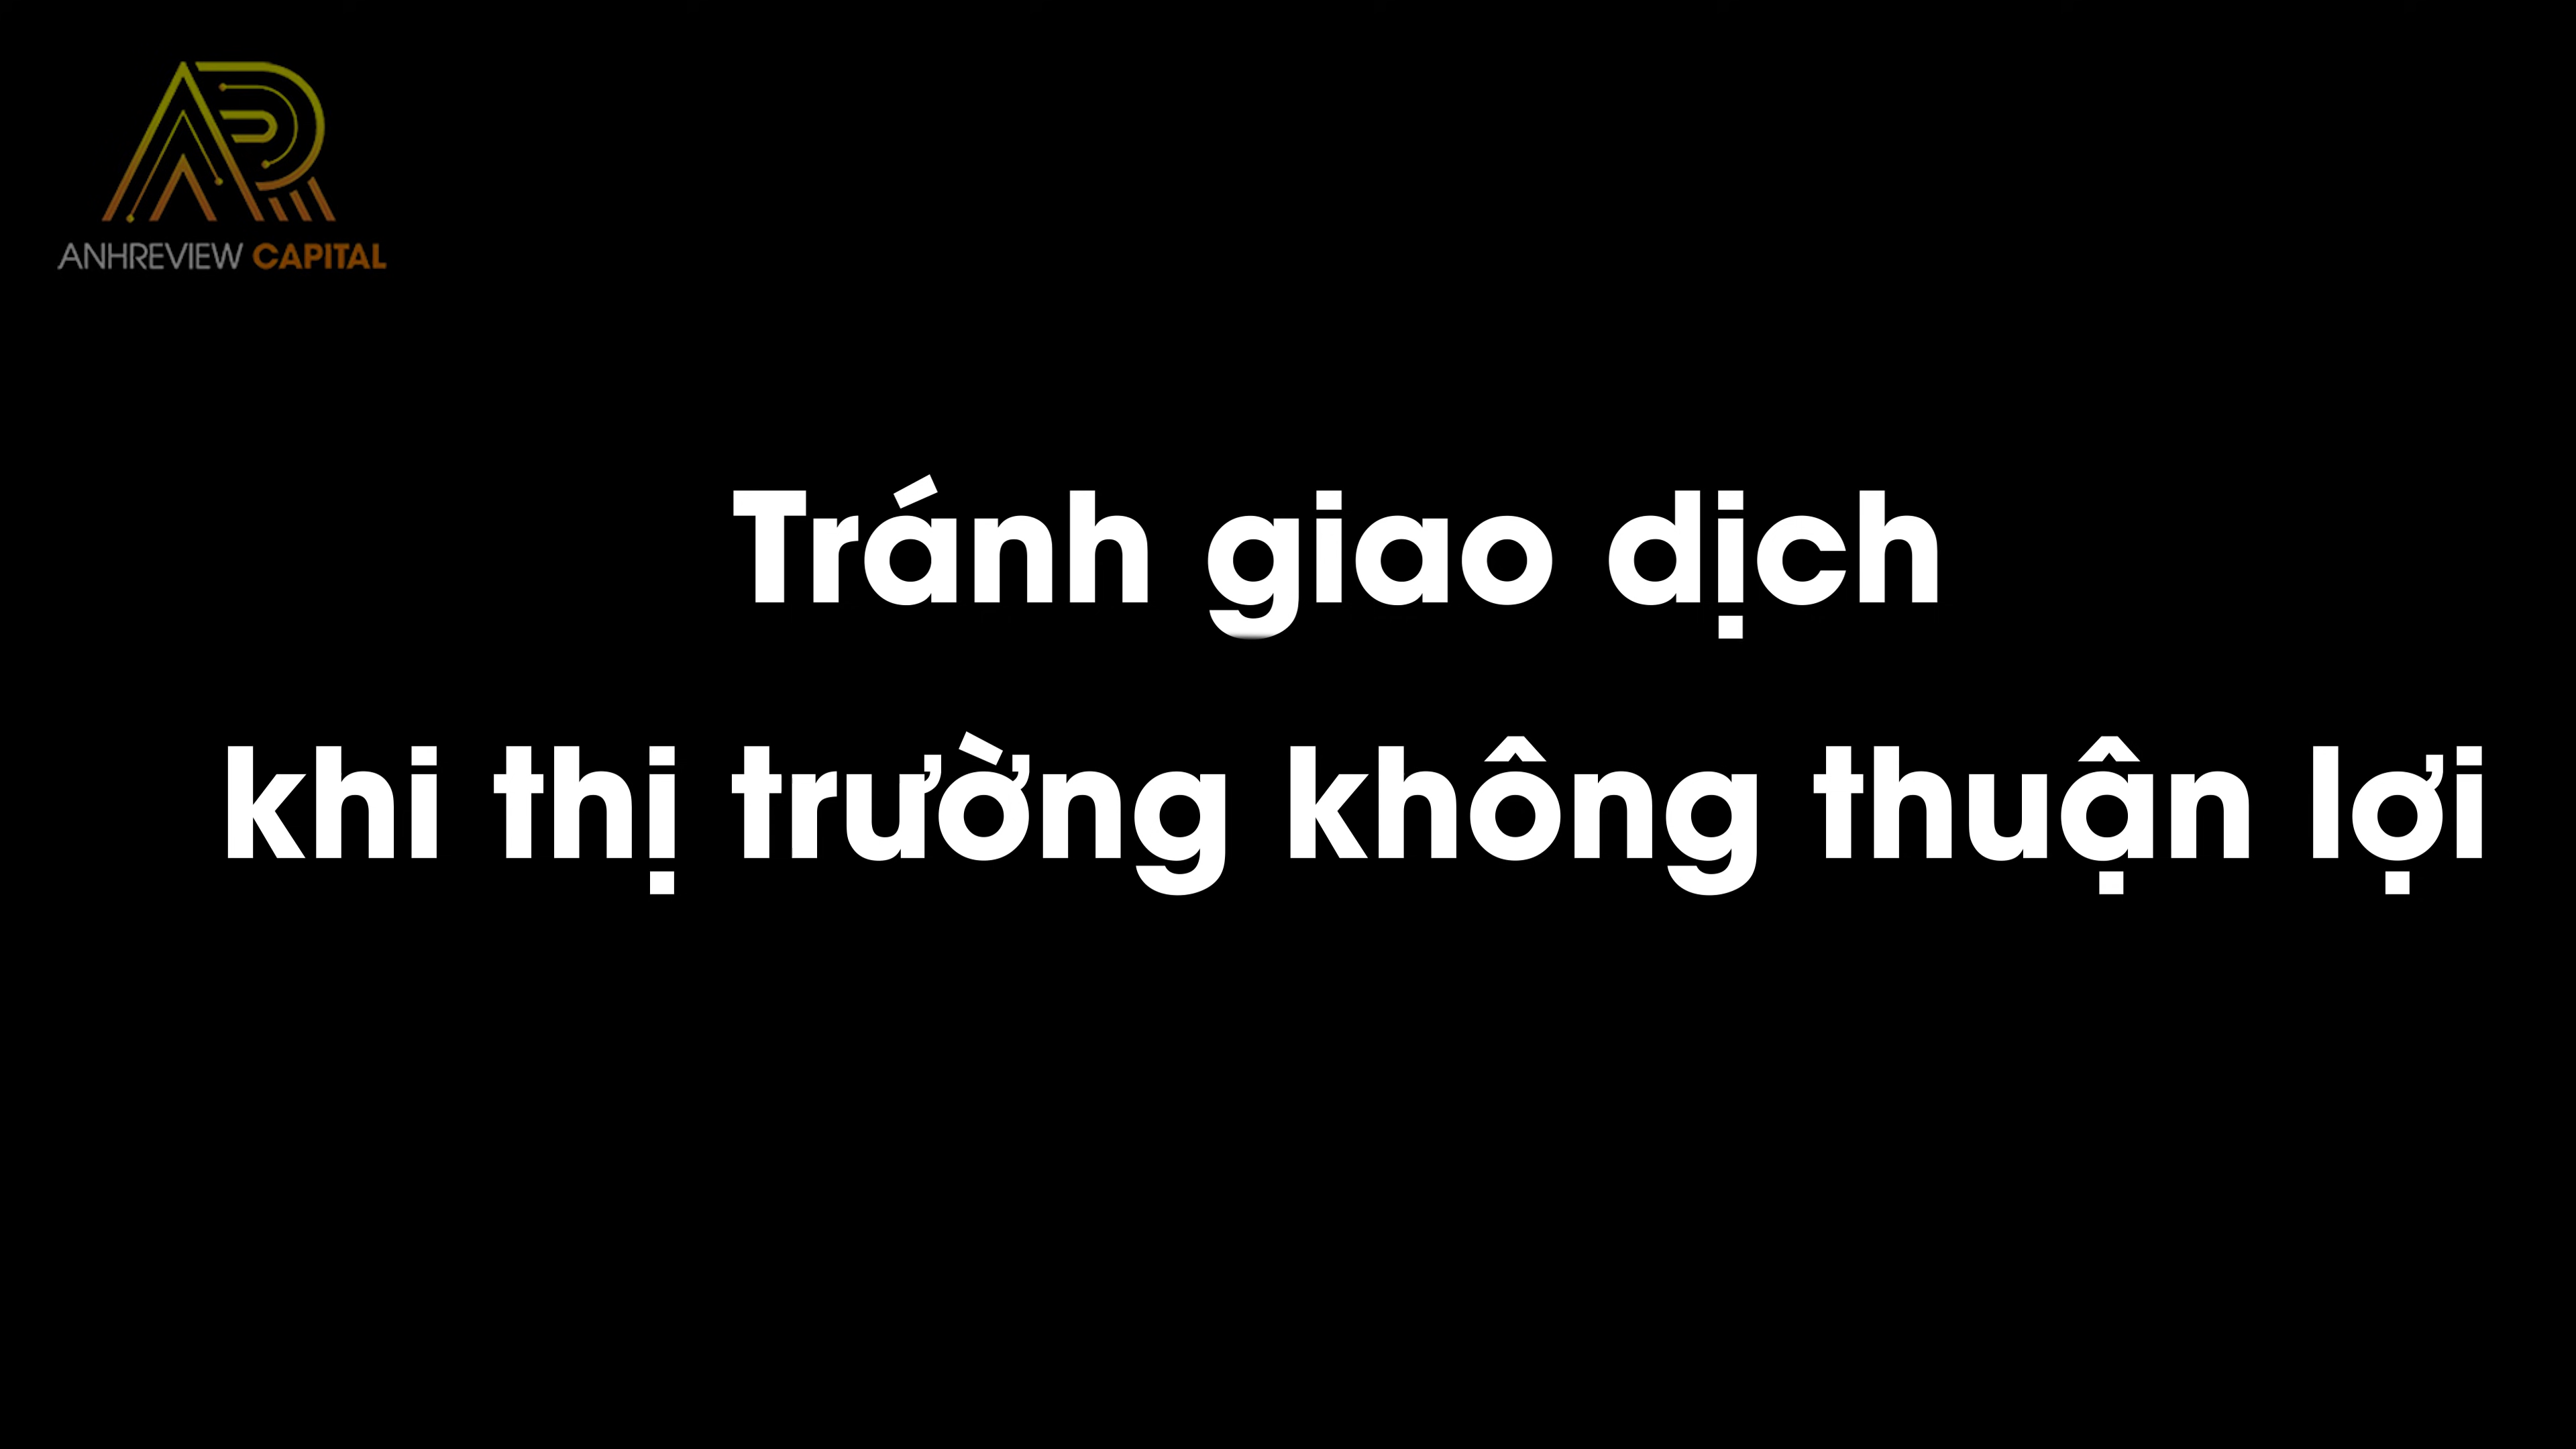 ANHREVIEW CAPITAL
Tránh giao dịch
khi thị trường không thuận lợi